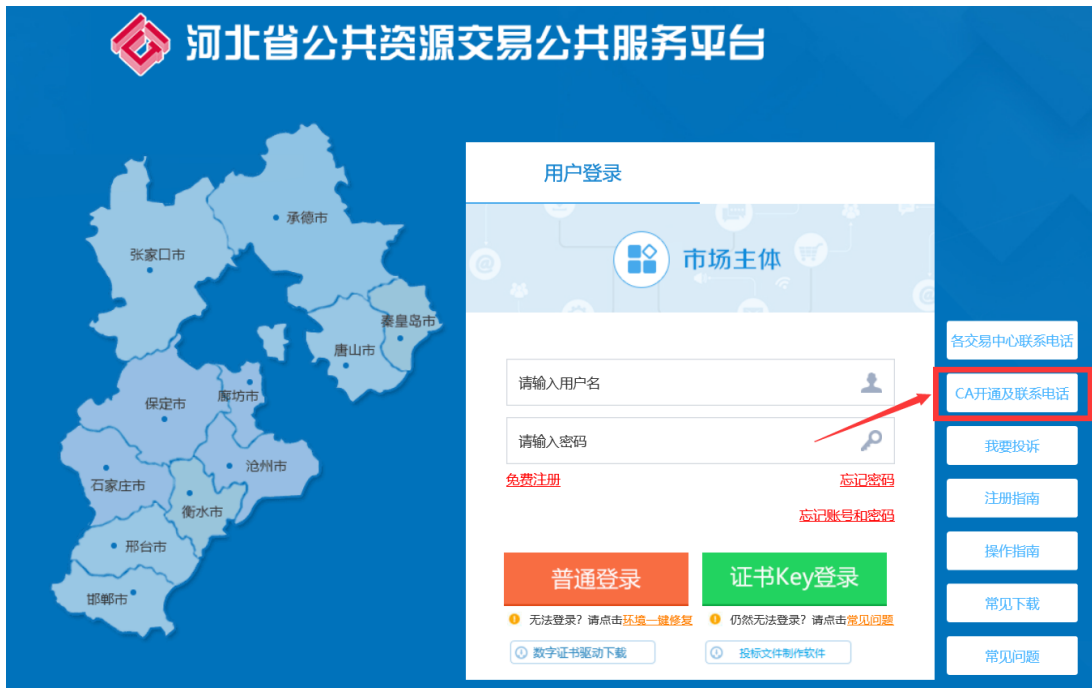 河北省公共资源交易公共服务平台
用户登录
市场主体
承德市
张家口市
秦皇岛市
唐山市
廊坊市
保定市
沧州市
石家庄市
衡水市
邢台市
邯郸市
请输入用户名
请输入密码
免费注册 忘记密码
忘记账号和密码
普通登录 证书Key登录
无法登录？请点击环境一键修复 仍然无法登录？请点击常见问题
数字证书驱动下载 投标文件制作软件
各交易中心联系电话
CA开通及联系电话
我要投诉
注册指南
操作指南
常见下载
常见问题